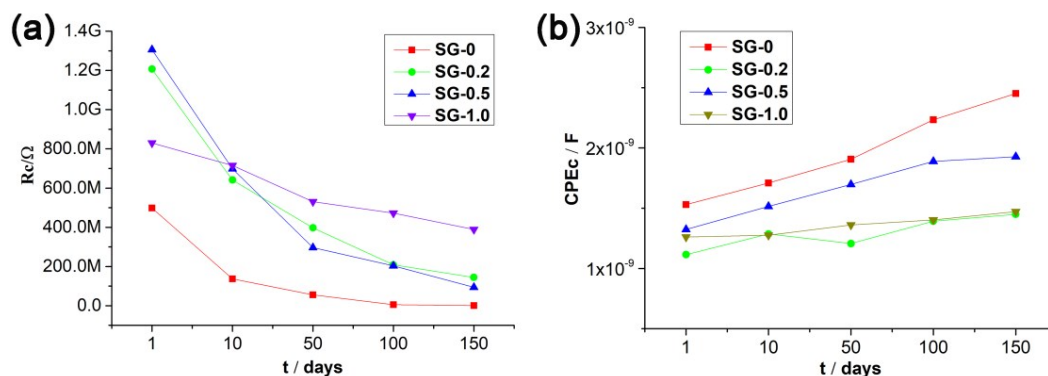 (a)
1.4G
1.2G
1.0G
800.0M
600.0M
400.0M
200.0M
0.0
Rc/Ω
SG-0
SG-0.2
SG-0.5
SG-1.0
1 10 50 100 150
t / days
(b)
3x10⁻⁹
2x10⁻⁹
1x10⁻⁹
CPEc / F
SG-0
SG-0.2
SG-0.5
SG-1.0
1 10 50 100 150
t / days